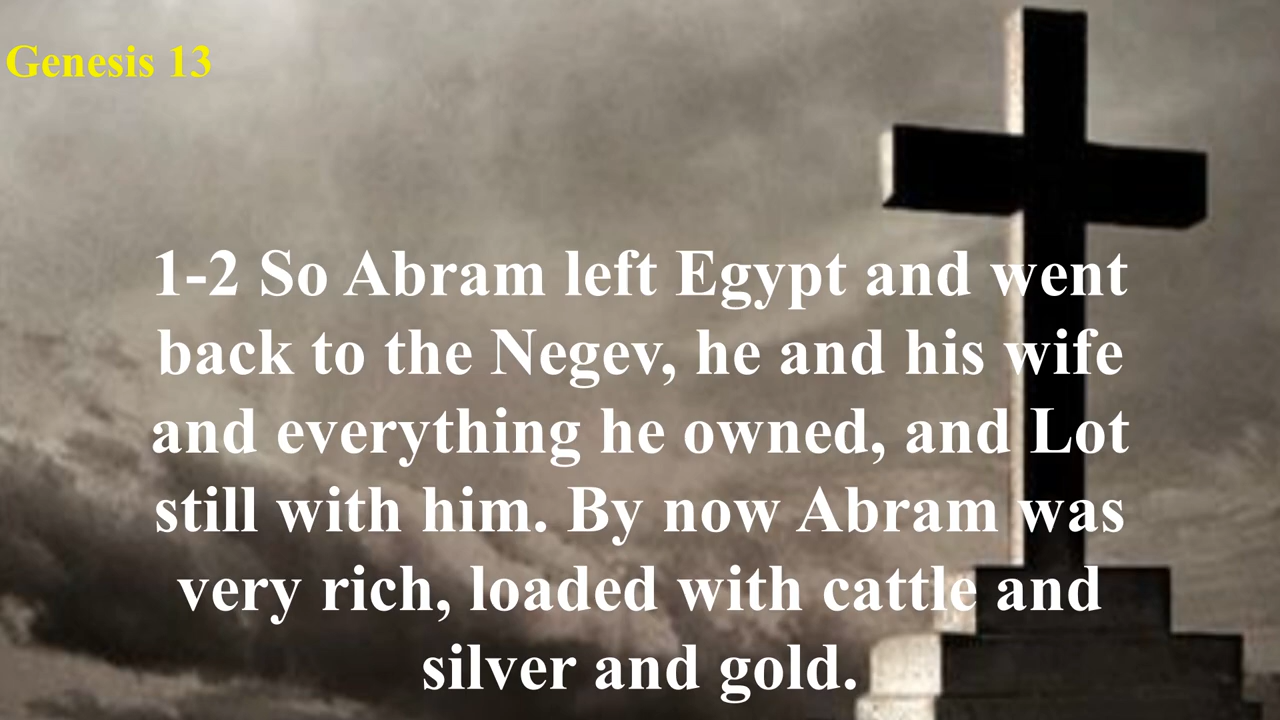 Genesis 13
1-2 So Abram left Egypt and went
back to the Negev, he and his wife
and everything he owned, and Lot
still with him. By now Abram was
very rich, loaded with cattle and
silver and gold.